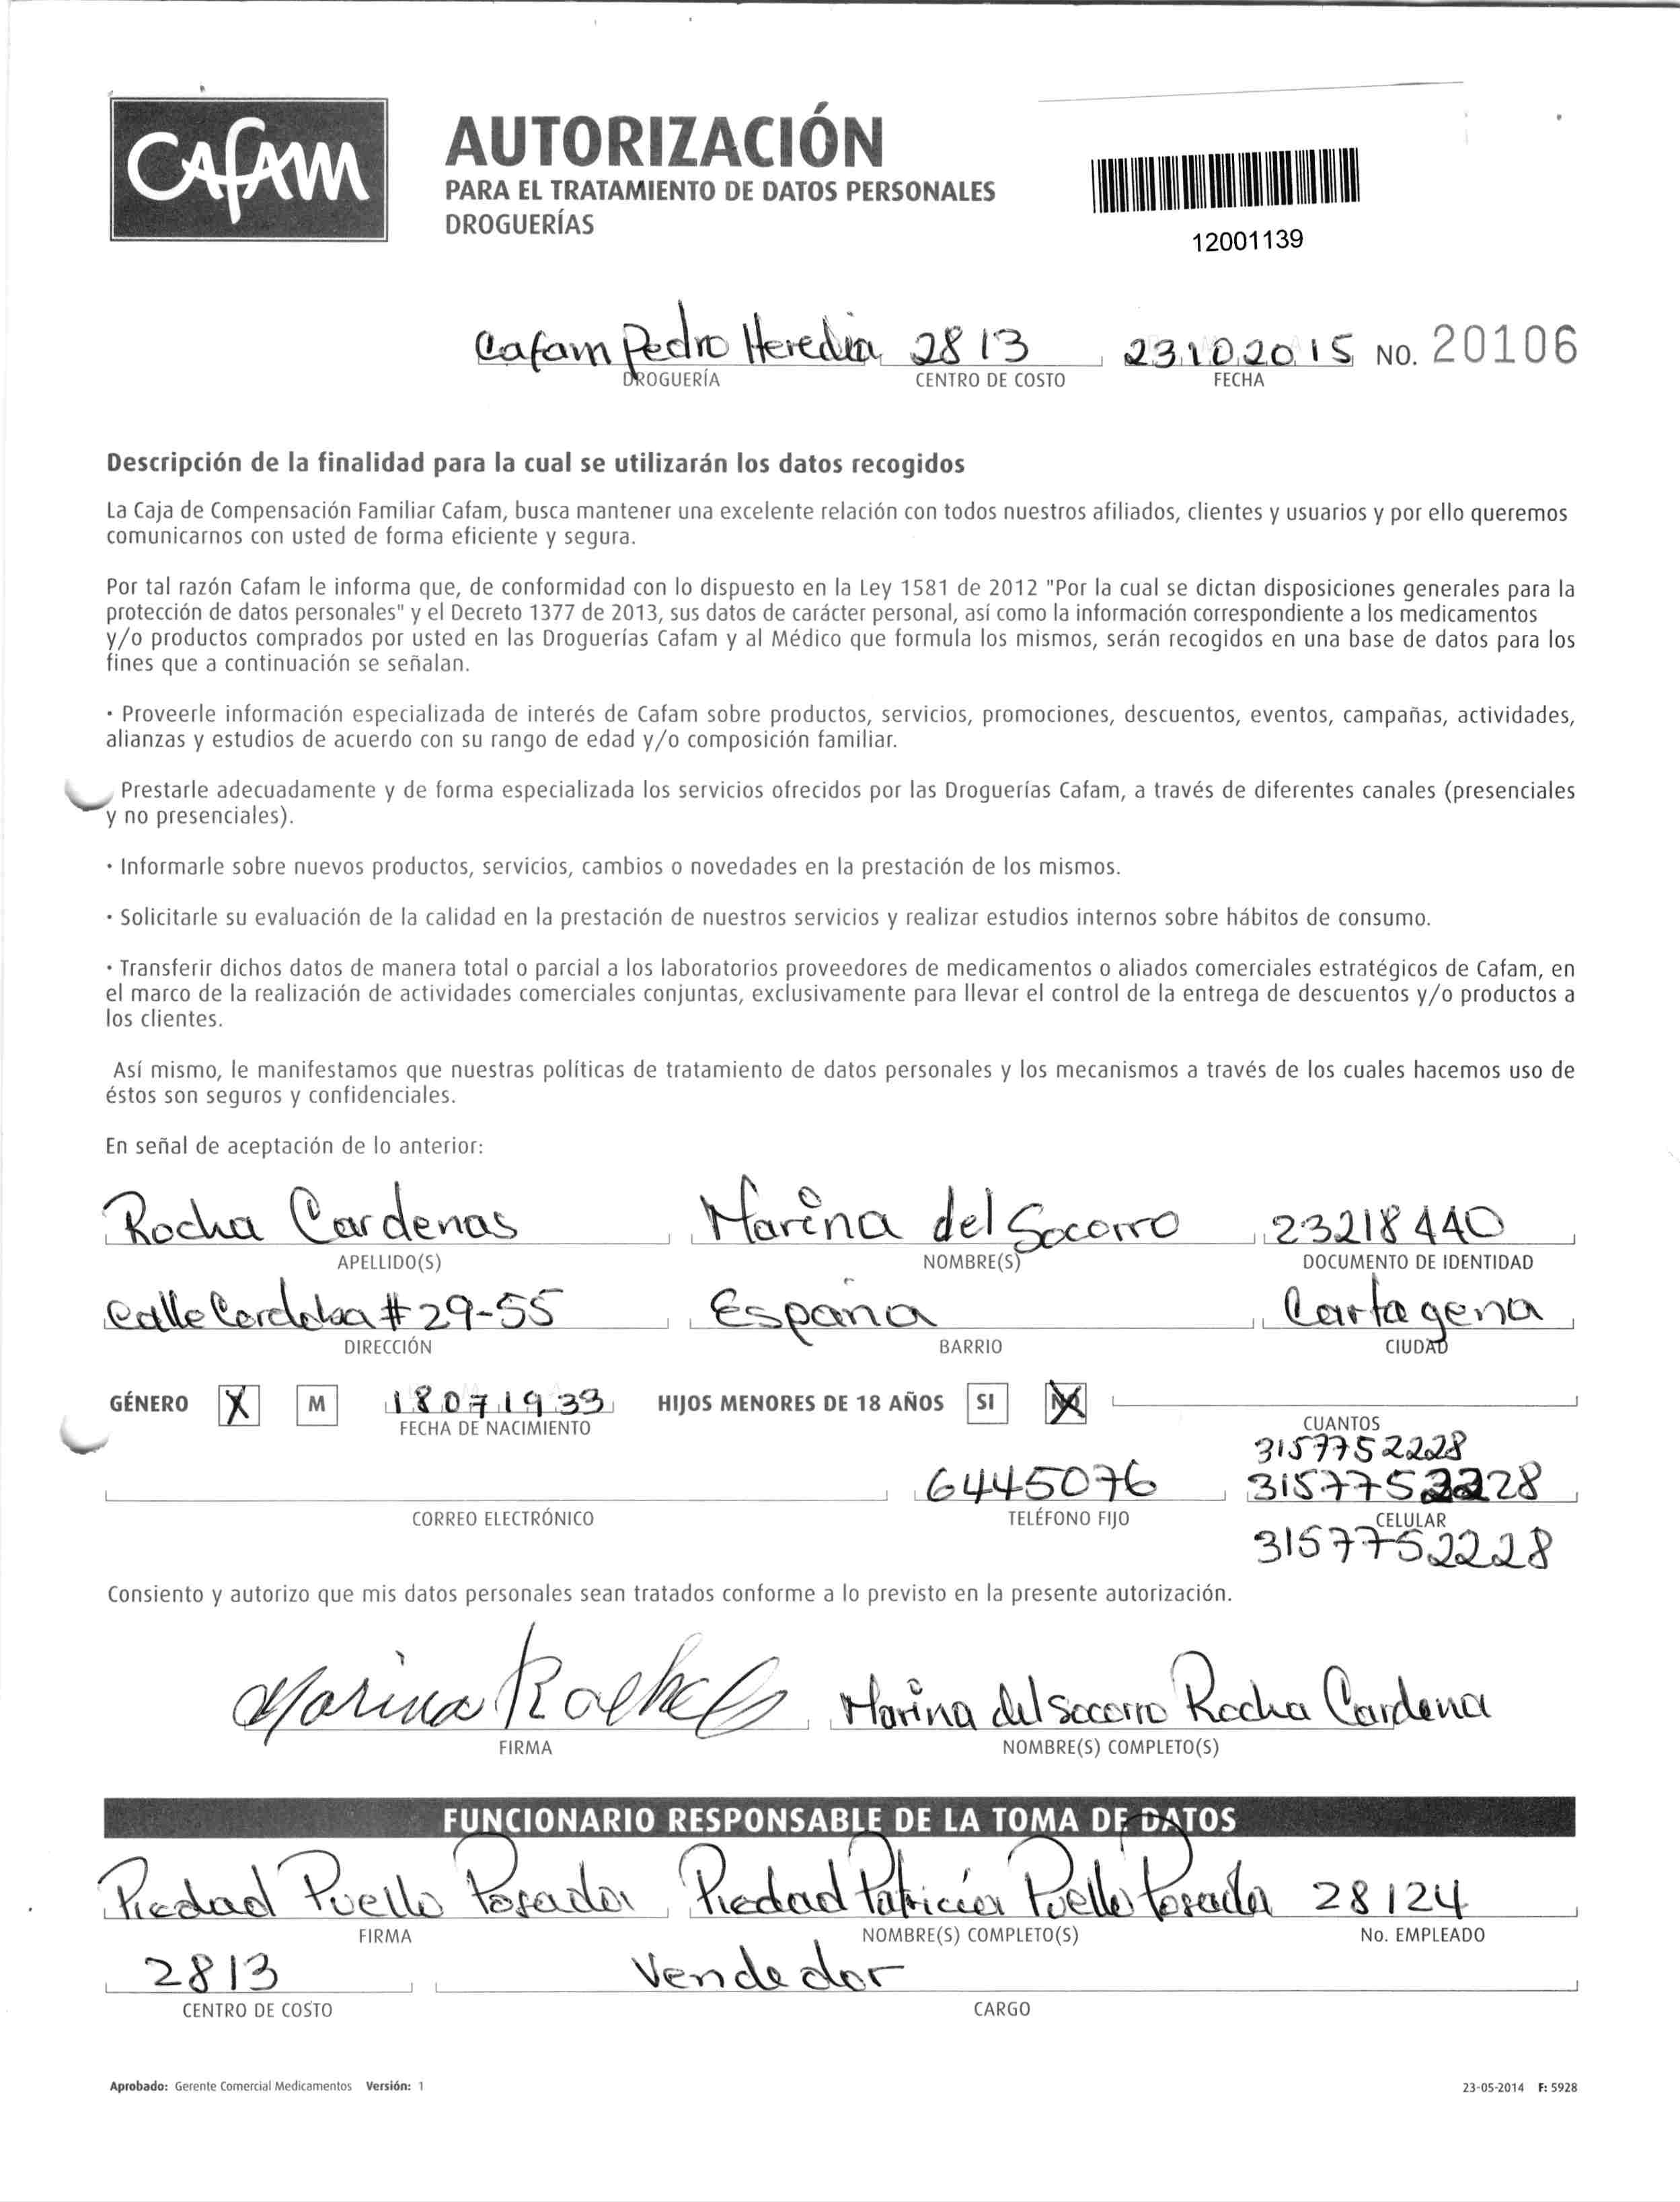 Cafam
AUTORIZACIÓN
PARA EL TRATAMIENTO DE DATOS PERSONALES
DROGUERÍAS
12001139
Cafam Pedro Heredia 2813 23102015 NO. 20106
DROGUERÍA CENTRO DE COSTO FECHA
Descripción de la finalidad para la cual se utilizarán los datos recogidos
La Caja de Compensación Familiar Cafam, busca mantener una excelente relación con todos nuestros afiliados, clientes y usuarios y por ello queremos
comunicarnos con usted de forma eficiente y segura.
Por tal razón Cafam le informa que, de conformidad con lo dispuesto en la Ley 1581 de 2012 "Por la cual se dictan disposiciones generales para la
protección de datos personales" y el Decreto 1377 de 2013, sus datos de carácter personal, así como la información correspondiente a los medicamentos
y/o productos comprados por usted en las Droguerías Cafam y al Médico que formula los mismos, serán recogidos en una base de datos para los
fines que a continuación se señalan.
· Proveerle información especializada de interés de Cafam sobre productos, servicios, promociones, descuentos, eventos, campañas, actividades,
alianzas y estudios de acuerdo con su rango de edad y/o composición familiar.
Prestarle adecuadamente y de forma especializada los servicios ofrecidos por las Droguerías Cafam, a través de diferentes canales (presenciales
y no presenciales).
· Informarle sobre nuevos productos, servicios, cambios o novedades en la prestación de los mismos.
· Solicitarle su evaluación de la calidad en la prestación de nuestros servicios y realizar estudios internos sobre hábitos de consumo.
· Transferir dichos datos de manera total o parcial a los laboratorios proveedores de medicamentos o aliados comerciales estratégicos de Cafam, en
el marco de la realización de actividades comerciales conjuntas, exclusivamente para llevar el control de la entrega de descuentos y/o productos a
los clientes.
Así mismo, le manifestamos que nuestras políticas de tratamiento de datos personales y los mecanismos a través de los cuales hacemos uso de
éstos son seguros y confidenciales.
En señal de aceptación de lo anterior:
Rocha Cardenas Marina del Socorro 23218440
APELLIDO(S) NOMBRE(S) DOCUMENTO DE IDENTIDAD
Calle Cordoba # 29-55 España Cartagena
DIRECCIÓN BARRIO CIUDAD
GÉNERO X M 18071933 HIJOS MENORES DE 18 AÑOS SI X
FECHA DE NACIMIENTO CUANTOS
3157752228
6445076 3157752228
CORREO ELECTRÓNICO TELÉFONO FIJO CELULAR
3157752228
Consiento y autorizo que mis datos personales sean tratados conforme a lo previsto en la presente autorización.
Marina Rocha Marina del socorro Rocha Cardena
FIRMA NOMBRE(S) COMPLETO(S)
FUNCIONARIO RESPONSABLE DE LA TOMA DE DATOS
Piedad Puello Posada Piedad Patricia Puello Posada 28124
FIRMA NOMBRE(S) COMPLETO(S) No. EMPLEADO
2813 Vendedor
CENTRO DE COSTO CARGO
Aprobado: Gerente Comercial Medicamentos Versión: 1 23-05-2014 F: 5928